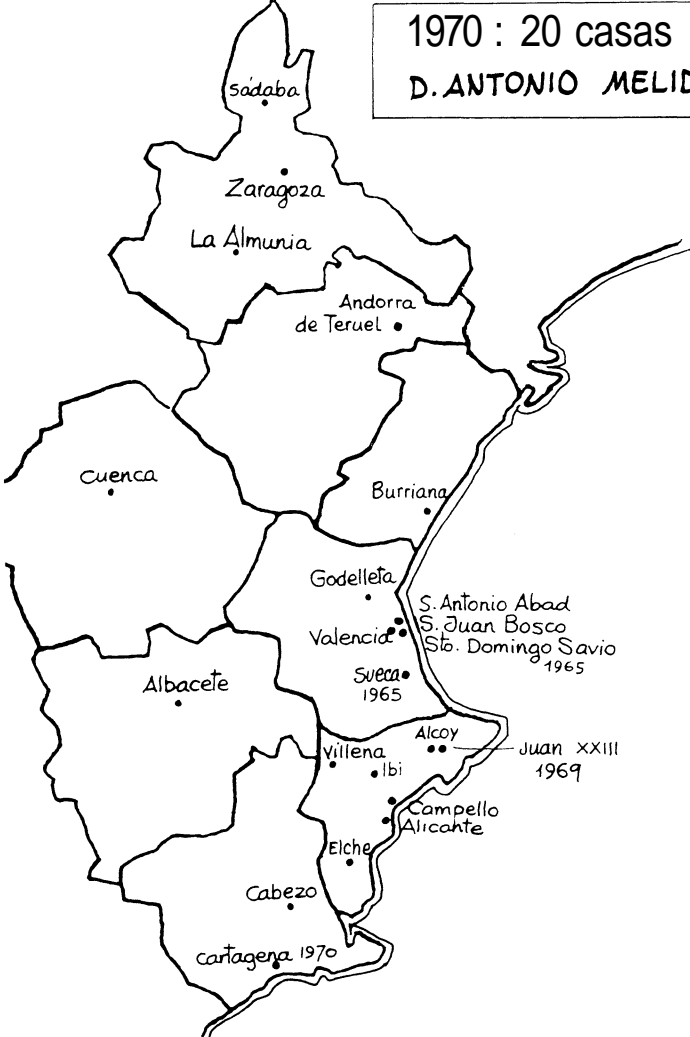 1970 : 20 casas
D. ANTONIO
Sádaba
Zaragoza
La Almunia
Andorra
de Teruel
Cuenca
Burriana
Godelleta
S. Antonio Abad
S. Juan Bosco
Valencia
Sto. Domingo Savio
1965
Sueca
1965
Albacete
Alcoy
Juan XXIII
1969
Villena
Ibi
Campello
Alicante
Elche
Cabezo
Cartagena 1970